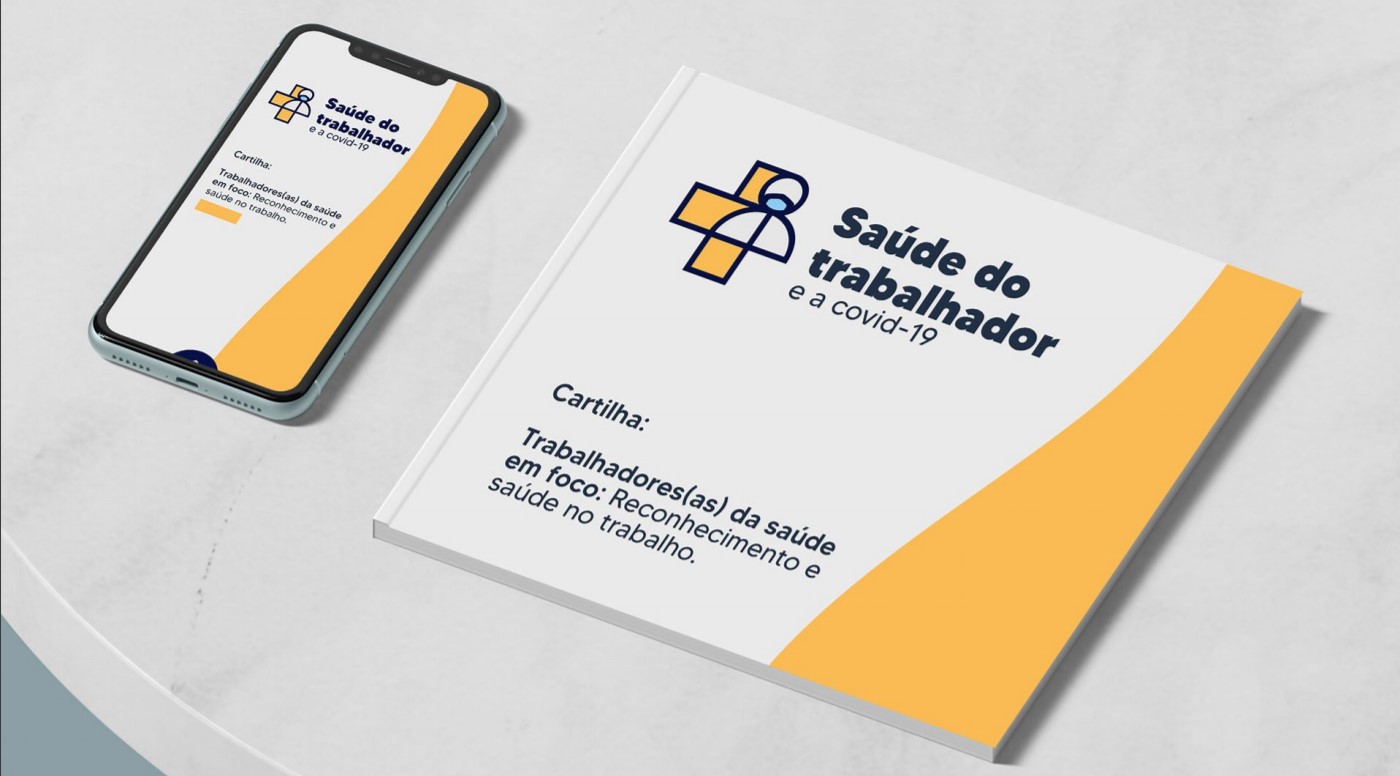 Saúde do
trabalhador
e a covid-19
Cartilha:
Trabalhadores(as) da saúde
em foco: Reconhecimento e
saúde no trabalho.
Saúde do
trabalhador
e a covid-19
Cartilha:
Trabalhadores(as) da saúde
em foco: Reconhecimento e
saúde no trabalho.